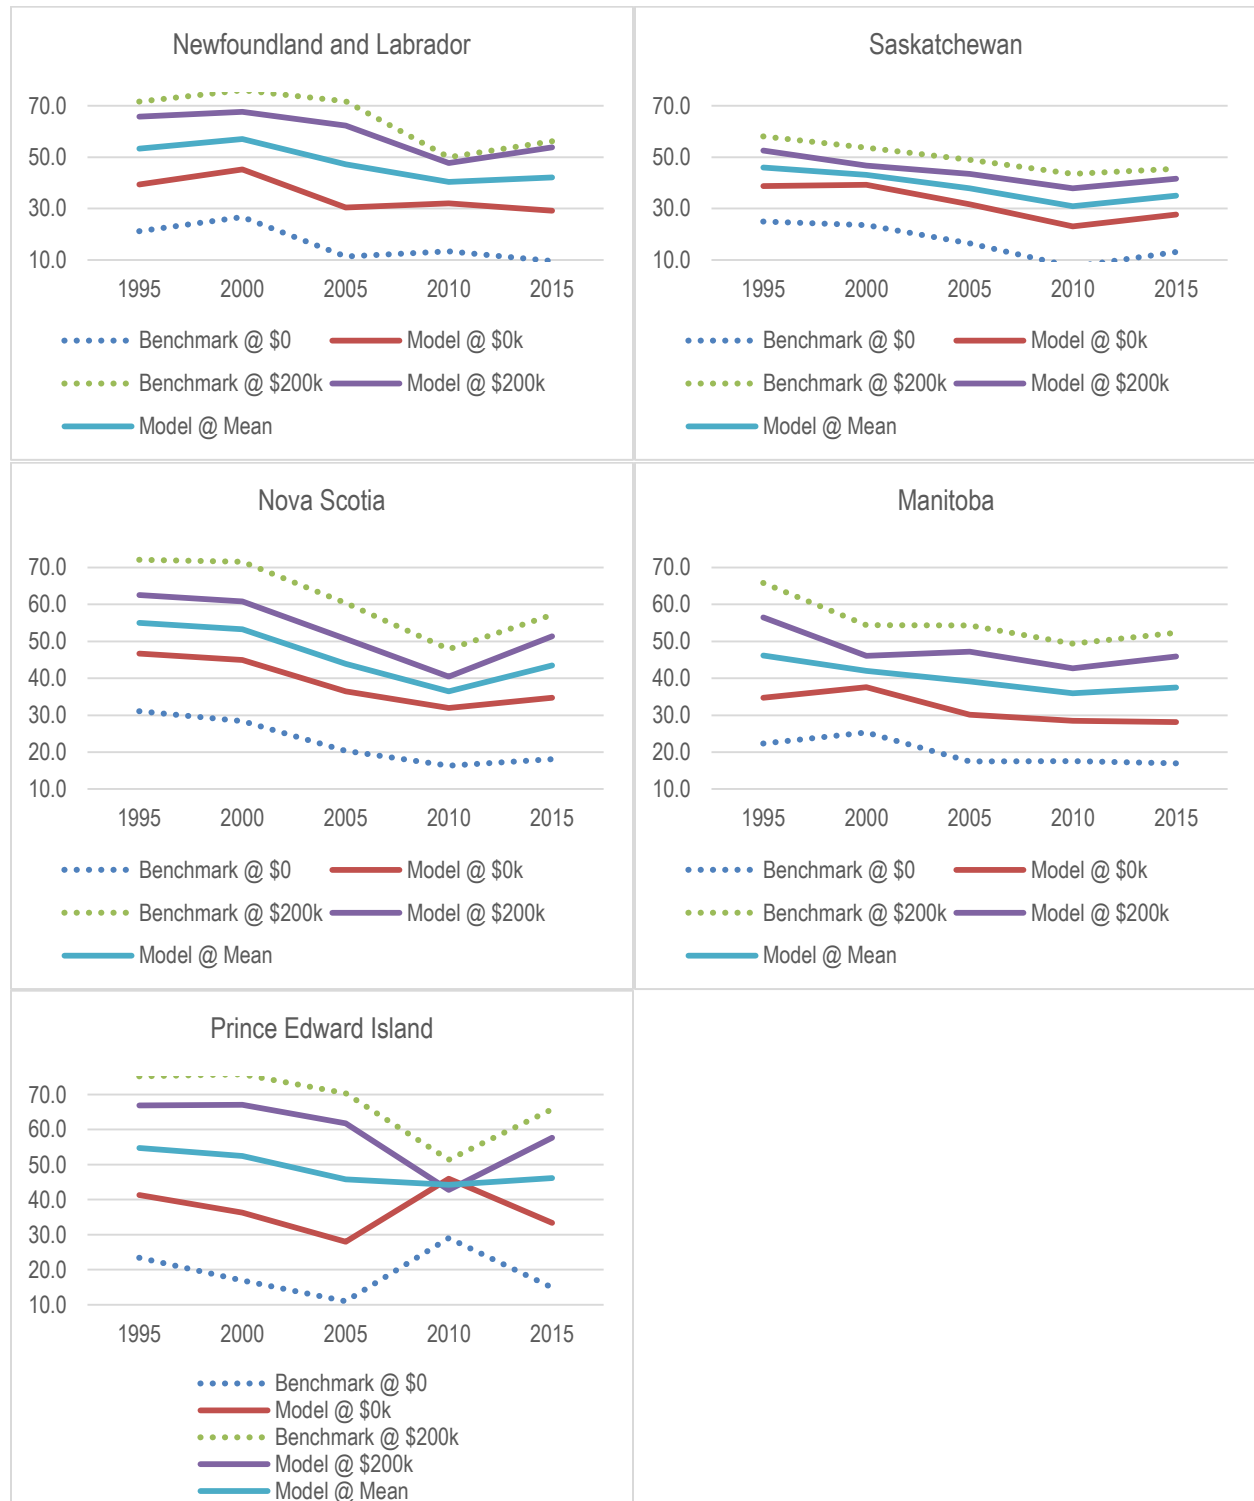 Newfoundland and Labrador
70.0
50.0
30.0
10.0
1995 2000 2005 2010 2015
Benchmark @ $0 Model @ $0k
Benchmark @ $200k Model @ $200k
Model @ Mean
Saskatchewan
70.0
50.0
30.0
10.0
1995 2000 2005 2010 2015
Benchmark @ $0 Model @ $0k
Benchmark @ $200k Model @ $200k
Model @ Mean
Nova Scotia
70.0
60.0
50.0
40.0
30.0
20.0
10.0
1995 2000 2005 2010 2015
Benchmark @ $0 Model @ $0k
Benchmark @ $200k Model @ $200k
Model @ Mean
Manitoba
70.0
60.0
50.0
40.0
30.0
20.0
10.0
1995 2000 2005 2010 2015
Benchmark @ $0 Model @ $0k
Benchmark @ $200k Model @ $200k
Model @ Mean
Prince Edward Island
70.0
60.0
50.0
40.0
30.0
20.0
10.0
1995 2000 2005 2010 2015
Benchmark @ $0
Model @ $0k
Benchmark @ $200k
Model @ $200k
Model @ Mean